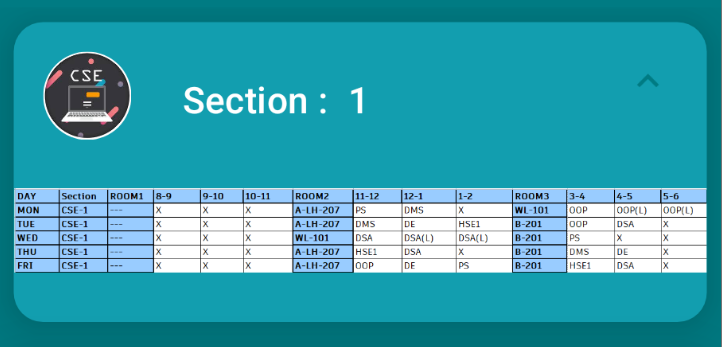 CSE
Section : 1
DAY Section ROOM1 8-9 9-10 10-11 ROOM2 11-12 12-1 1-2 ROOM3 3-4 4-5 5-6
MON CSE-1 --- X X X A-LH-207 PS DMS X WL-101 OOP OOP(L) OOP(L)
TUE CSE-1 --- X X X A-LH-207 DMS DE HSE1 B-201 OOP DSA X
WED CSE-1 --- X X X WL-101 DSA DSA(L) DSA(L) B-201 PS X X
THU CSE-1 --- X X X A-LH-207 HSE1 DSA X B-201 DMS DE X
FRI CSE-1 --- X X X A-LH-207 OOP DE PS B-201 HSE1 DSA X